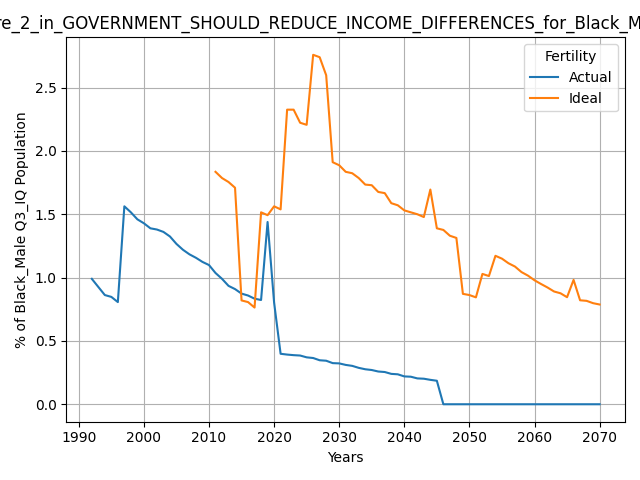 re_2_in_GOVERNMENT_SHOULD_REDUCE_INCOME_DIFFERENCES_for_Black_M
Fertility
Actual
Ideal
% of Black_Male Q3_IQ Population
2.5
2.0
1.5
1.0
0.5
0.0
1990 2000 2010 2020 2030 2040 2050 2060 2070
Years